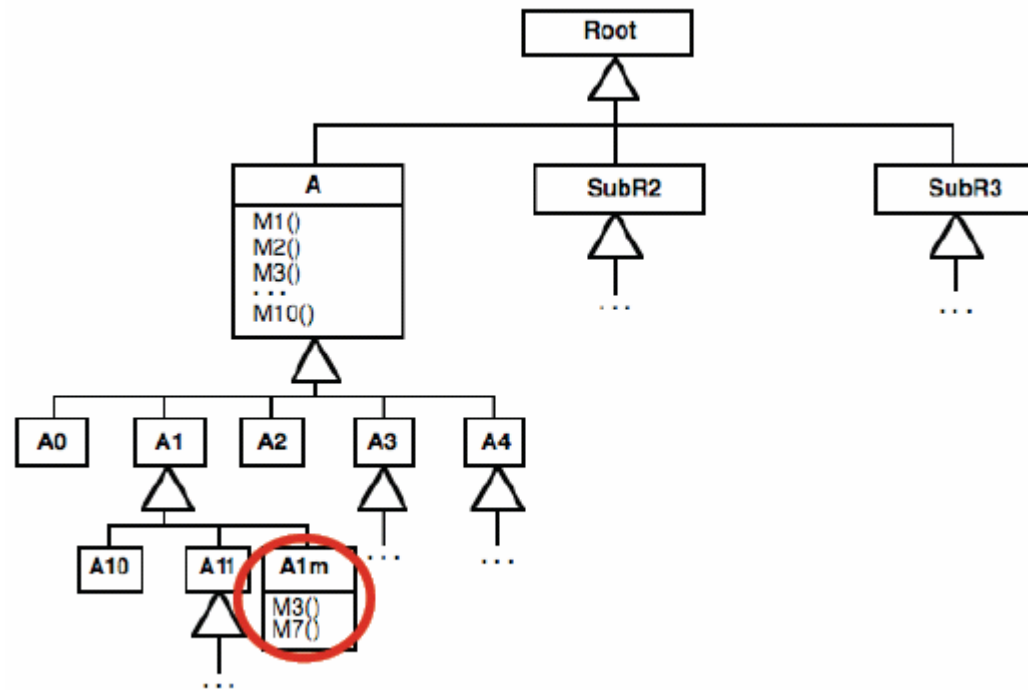 Root
A
SubR2
SubR3
M1()
M2()
M3()
...
M10()
...
...
A0
A1
A2
A3
A4
A10
A11
A1m
...
...
M3()
M7()
...